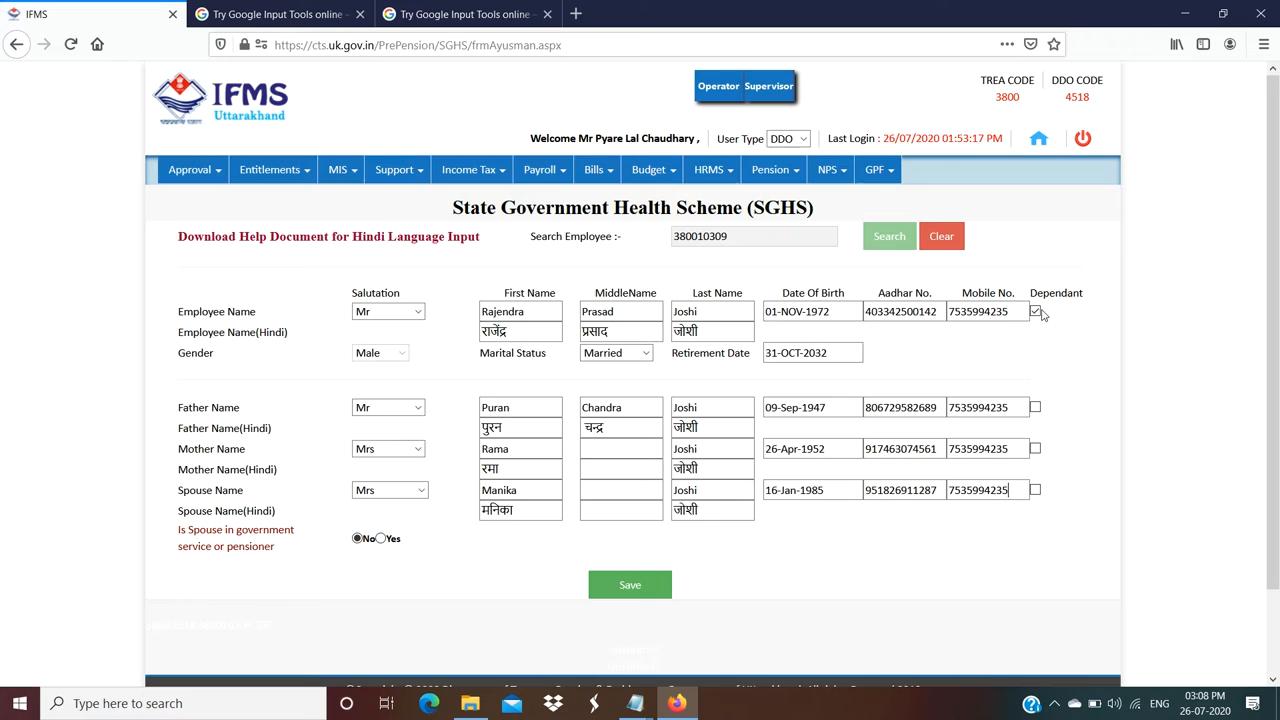 IFMS
Try Google Input Tools online –
Try Google Input Tools online –
https://cts.uk.gov.in/PrePension/SGHS/frmAyusman.aspx
IFMS
Uttarakhand
Operator Supervisor
TREA CODE DDO CODE
3800 4518
Welcome Mr Pyare Lal Chaudhary , User Type DDO Last Login : 26/07/2020 01:53:17 PM
Approval Entitlements MIS Support Income Tax Payroll Bills Budget HRMS Pension NPS GPF
State Government Health Scheme (SGHS)
Download Help Document for Hindi Language Input Search Employee :- 380010309 Search Clear
Salutation First Name MiddleName Last Name Date Of Birth Aadhar No. Mobile No. Dependant
Employee Name Mr Rajendra Prasad Joshi 01-NOV-1972 403342500142 7535994235
Employee Name(Hindi) राजेंद्र प्रसाद जोशी
Gender Male Marital Status Married Retirement Date 31-OCT-2032
Father Name Mr Puran Chandra Joshi 09-Sep-1947 806729582689 7535994235
Father Name(Hindi) पुरन चन्द्र जोशी
Mother Name Mrs Rama Joshi 26-Apr-1952 917463074561 7535994235
Mother Name(Hindi) रमा जोशी
Spouse Name Mrs Manika Joshi 16-Jan-1985 951826911287 7535994235
Spouse Name(Hindi) मनिका जोशी
Is Spouse in government
service or pensioner No Yes
Save
Type here to search
ENG
03:08 PM
26-07-2020